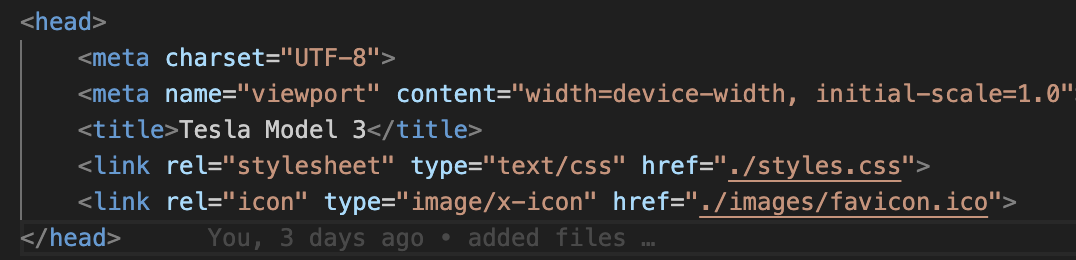 <head>
<meta charset="UTF-8">
<meta name="viewport" content="width=device-width, initial-scale=1.0"
<title>Tesla Model 3</title>
<link rel="stylesheet" type="text/css" href="./styles.css">
<link rel="icon" type="image/x-icon" href="./images/favicon.ico">
</head> You, 3 days ago • added files …